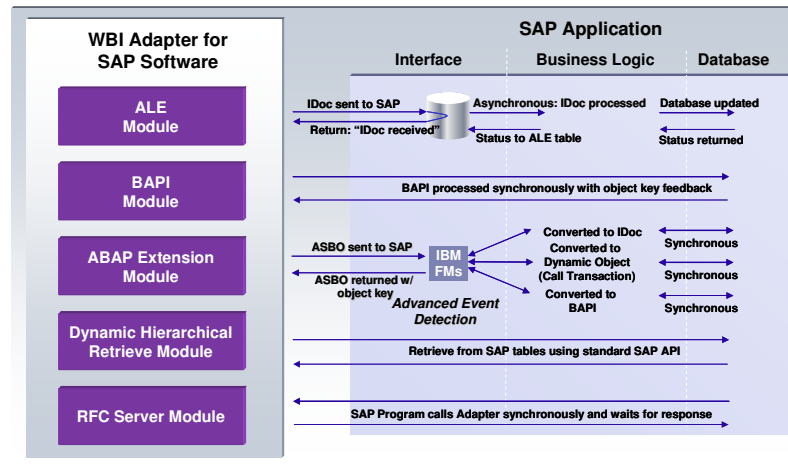 WBI Adapter for
SAP Software
SAP Application
Interface
Business Logic
Database
ALE
Module
IDoc sent to SAP
Return: “IDoc received”
Asynchronous: IDoc processed
Status to ALE table
Database updated
Status returned
BAPI
Module
BAPI processed synchronously with object key feedback
ABAP Extension
Module
ASBO sent to SAP
ASBO returned w/
object key
IBM
FMs
Advanced Event
Detection
Converted to IDoc
Converted to
Dynamic Object
(Call Transaction)
Converted to
BAPI
Synchronous
Synchronous
Synchronous
Dynamic Hierarchical
Retrieve Module
Retrieve from SAP tables using standard SAP API
RFC Server Module
SAP Program calls Adapter synchronously and waits for response